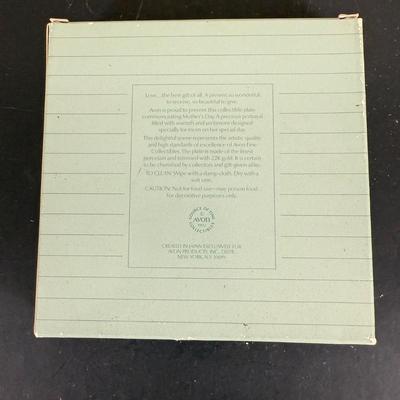 Love...the best gift of all. A present so wonderful
to receive, so beautiful to give.
Avon is proud to present this collectible plate
commemorating Mother's Day. A precious portrayal
filled with warmth and sentiment designed
specially for mom on her special day.
This delightful scene represents the artistic quality
and high standards of excellence of Avon Fine
Collectibles. The plate is made of the finest
porcelain and trimmed with 22K gold. It is certain
to be cherished by collectors and gift-givers alike.
TO CLEAN: Wipe with a damp cloth. Dry with a
soft one.
CAUTION: Not for food use—may poison food.
For decorative purposes only.
AVON
COLLECTIBLES
CREATED IN JAPAN EXCLUSIVELY FOR
AVON PRODUCTS, INC., DISTR.
NEW YORK, N.Y. 10019